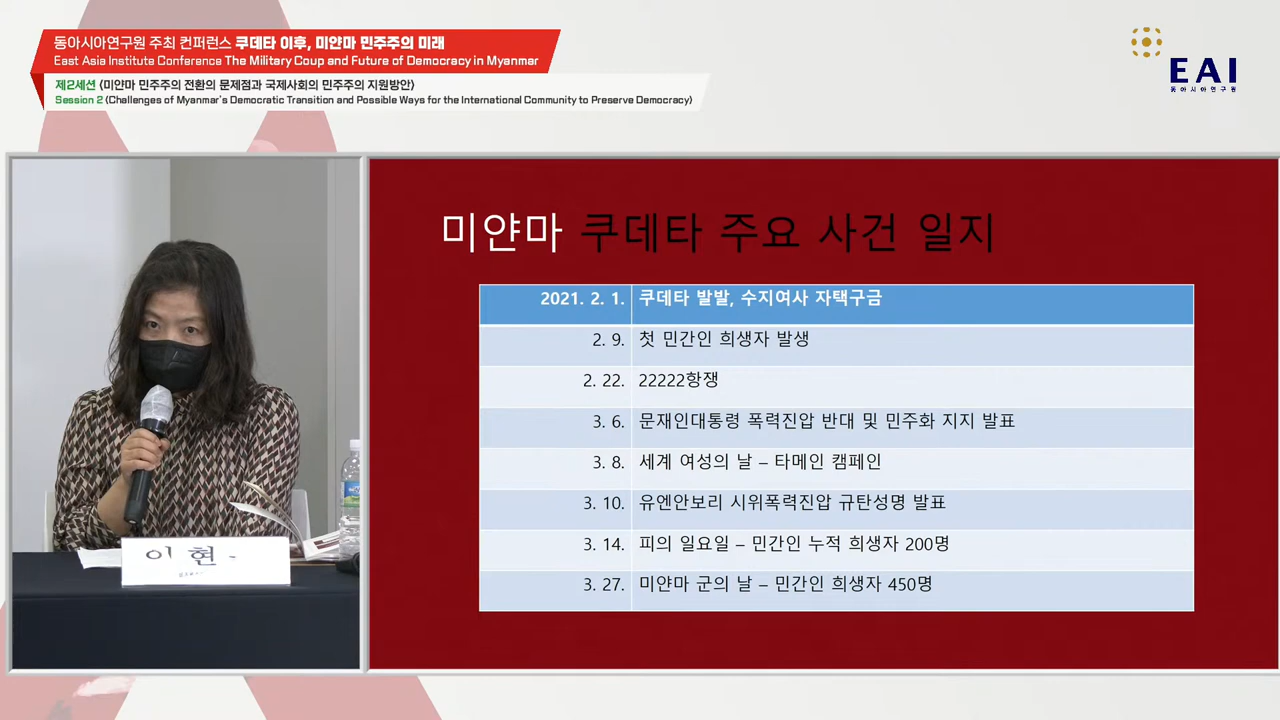 동아시아연구원 주최 컨퍼런스 쿠데타 이후, 미얀마 민주주의 미래
East Asia Institute Conference The Military Coup and Future of Democracy in Myanmar
제2세션 〈미얀마 민주주의 전환의 문제점과 국제사회의 민주주의 지원방안〉
Session 2 〈Challenges of Myanmar's Democratic Transition and Possible Ways for the International Community to Preserve Democracy〉
EAI
동아시아연구원
미얀마 쿠데타 주요 사건 일지
2021. 2. 1. 쿠데타 발발, 수지여사 자택구금
2. 9. 첫 민간인 희생자 발생
2. 22. 22222항쟁
3. 6. 문재인대통령 폭력진압 반대 및 민주화 지지 발표
3. 8. 세계 여성의 날 – 타메인 캠페인
3. 10. 유엔안보리 시위폭력진압 규탄성명 발표
3. 14. 피의 일요일 – 민간인 누적 희생자 200명
3. 27. 미얀마 군의 날 – 민간인 희생자 450명